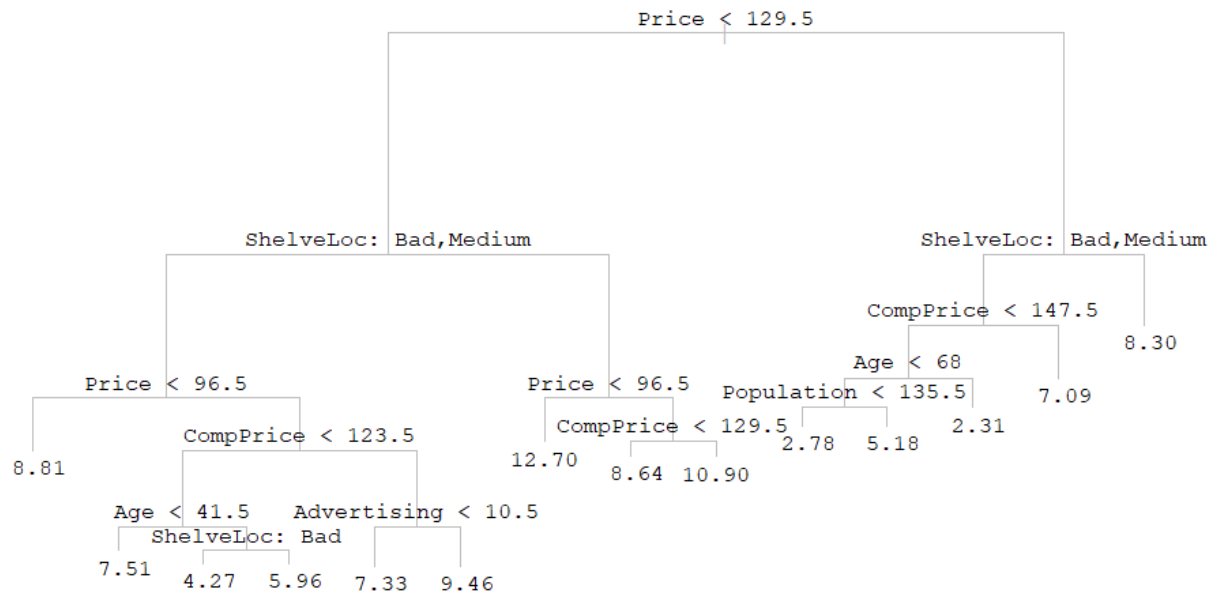 Price < 129.5
ShelveLoc: Bad,Medium
ShelveLoc: Bad,Medium
CompPrice < 147.5
8.30
Age < 68
Price < 96.5
Price < 96.5
Population < 135.5
7.09
CompPrice < 129.5
2.31
CompPrice < 123.5
2.78
5.18
8.81
12.70
8.64
10.90
Age < 41.5
Advertising < 10.5
ShelveLoc: Bad
7.51
4.27
5.96
7.33
9.46